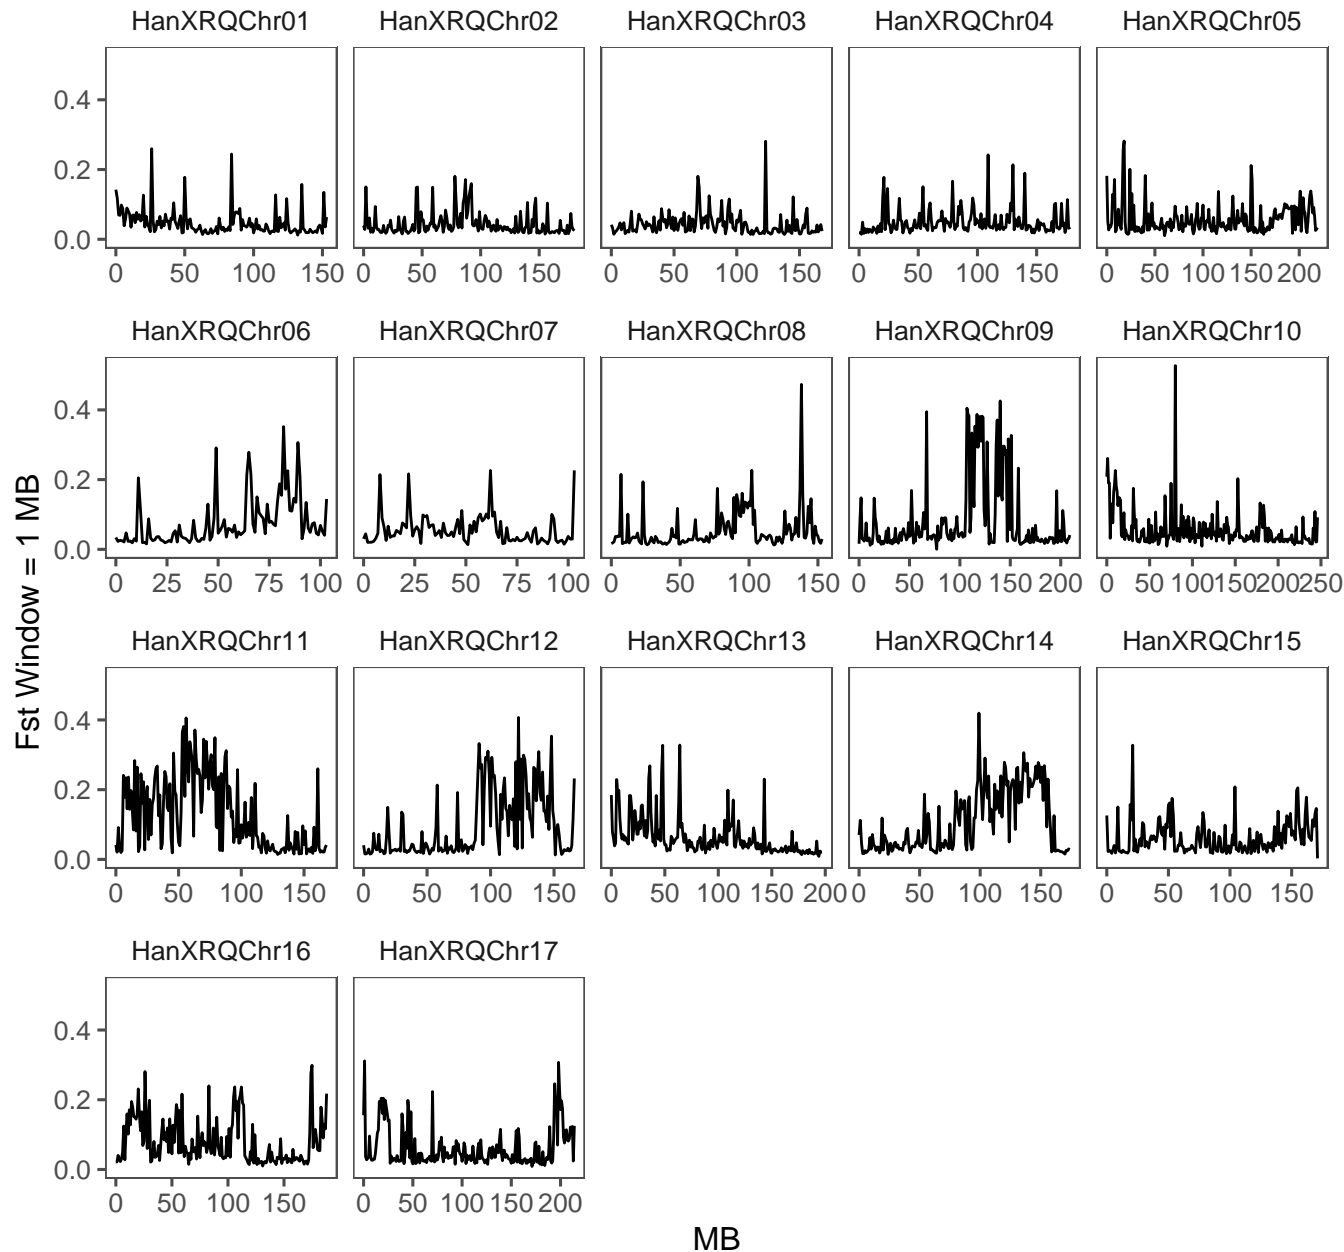 HanXRQChr01 HanXRQChr02 HanXRQChr03 HanXRQChr04 HanXRQChr05
0.4
0.2
0.0
0 50 100 150 0 50 100 150 0 50 100 150 0 50 100 150 0 50 100 150 200
HanXRQChr06 HanXRQChr07 HanXRQChr08 HanXRQChr09 HanXRQChr10
0.4
0.2
0.0
0 25 50 75 100 0 25 50 75 100 0 50 100 150 0 50 100 150 200 0 50 100 150 200 250
Fst Window = 1 MB
HanXRQChr11 HanXRQChr12 HanXRQChr13 HanXRQChr14 HanXRQChr15
0.4
0.2
0.0
0 50 100 150 0 50 100 150 0 50 100 150 200 0 50 100 150 0 50 100 150
HanXRQChr16 HanXRQChr17
0.4
0.2
0.0
0 50 100 150 0 50 100 150 200
MB